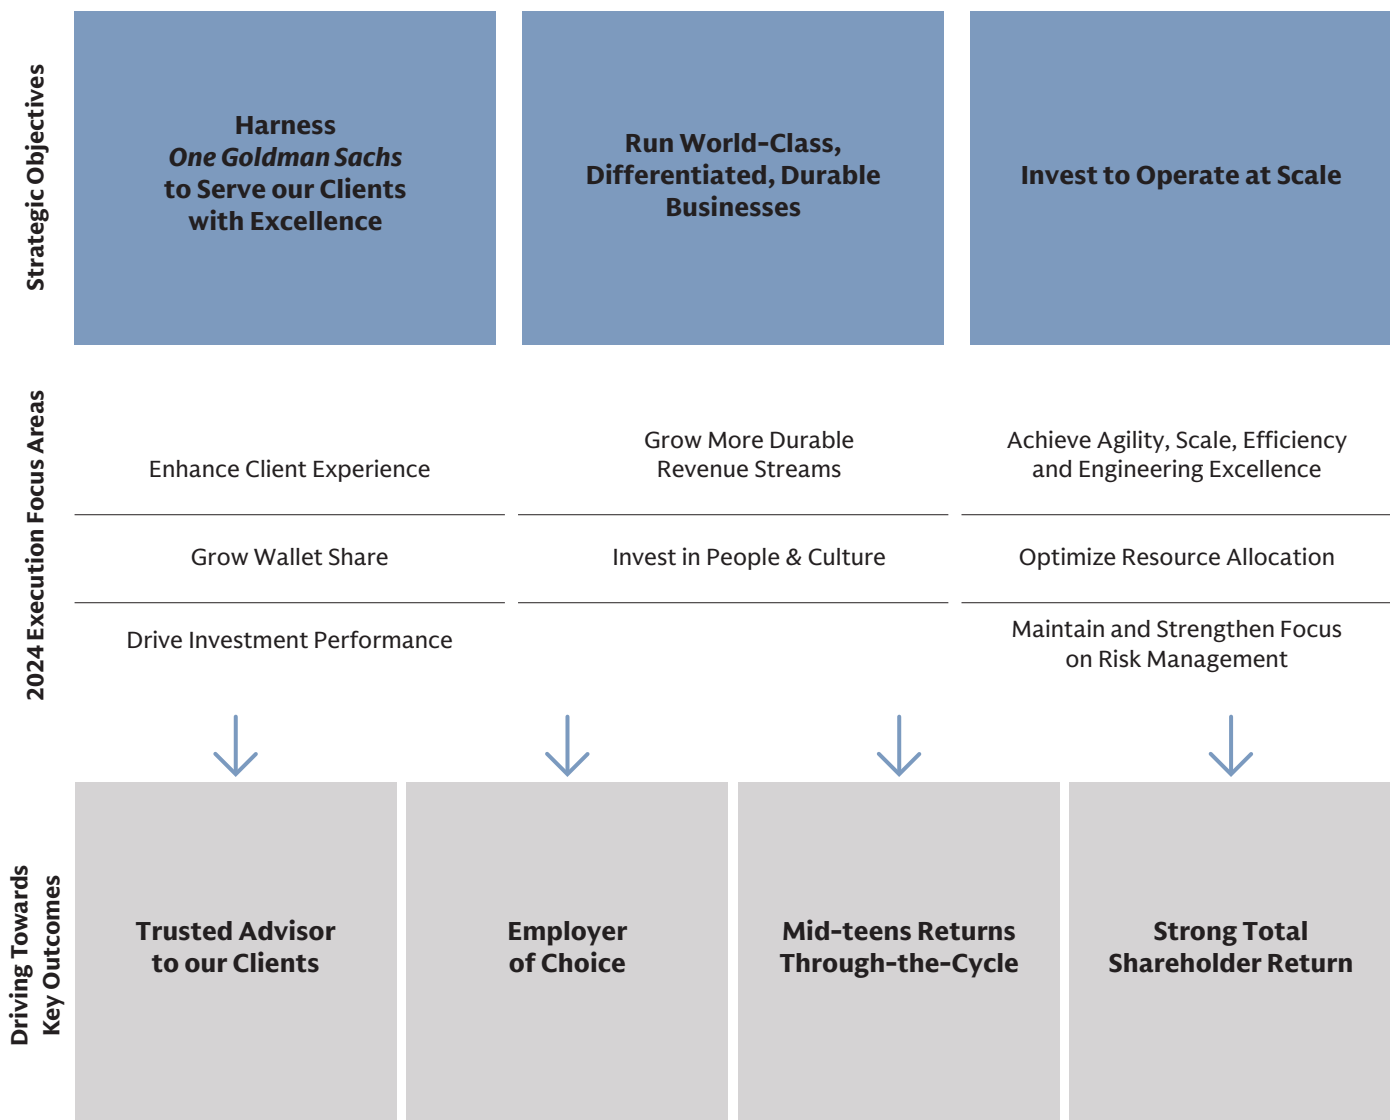 Strategic Objectives
Harness
One Goldman Sachs
to Serve our Clients
with Excellence
Run World-Class,
Differentiated, Durable
Businesses
Invest to Operate at Scale
2024 Execution Focus Areas
Enhance Client Experience
Grow More Durable
Revenue Streams
Achieve Agility, Scale, Efficiency
and Engineering Excellence
Grow Wallet Share
Invest in People & Culture
Optimize Resource Allocation
Drive Investment Performance
Maintain and Strengthen Focus
on Risk Management
Driving Towards
Key Outcomes
Trusted Advisor
to our Clients
Employer
of Choice
Mid-teens Returns
Through-the-Cycle
Strong Total
Shareholder Return